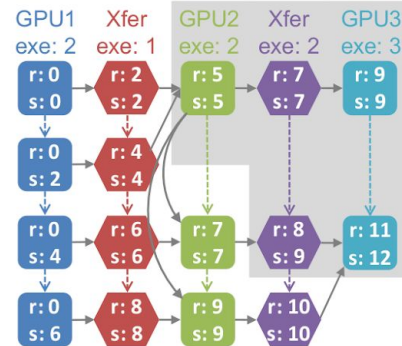 GPU1 Xfer GPU2 Xfer GPU3
exe: 2 exe: 1 exe: 2 exe: 2 exe: 3
r: 0 r: 2 r: 5 r: 7 r: 9
s: 0 s: 2 s: 5 s: 7 s: 9
r: 0 r: 4
s: 2 s: 4
r: 0 r: 6 r: 7 r: 8 r: 11
s: 4 s: 6 s: 7 s: 9 s: 12
r: 0 r: 8 r: 9 r: 10
s: 6 s: 8 s: 9 s: 10